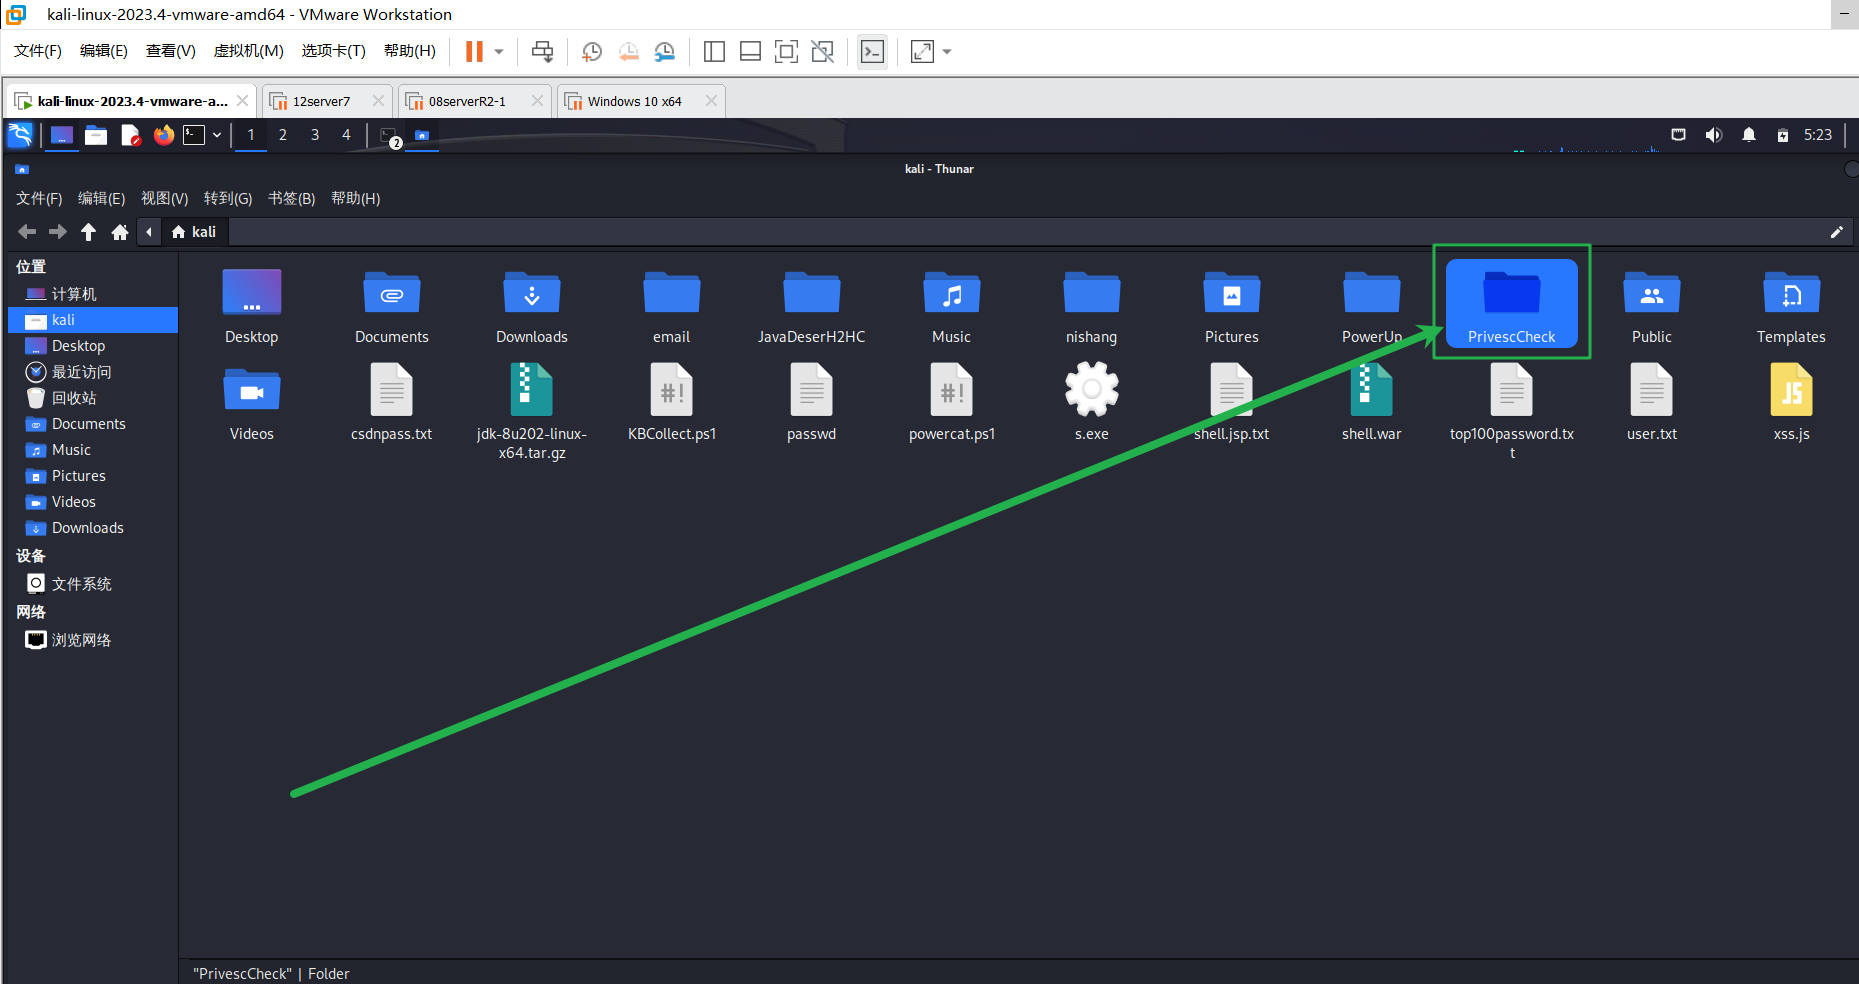 kali-linux-2023.4-vmware-amd64 - VMware Workstation
文件(F) 编辑(E) 查看(V) 虚拟机(M) 选项卡(T) 帮助(H)
kali-linux-2023.4-vmware-a... 12server7 08serverR2-1 Windows 10 x64
1 2 3 4 2 5:23
kali - Thunar
文件(F) 编辑(E) 视图(V) 转到(G) 书签(B) 帮助(H)
kali
位置
计算机
kali
Desktop
最近访问
回收站
Documents
Music
Pictures
Videos
Downloads
设备
文件系统
网络
浏览网络
Desktop Documents Downloads email JavaDeserH2HC Music nishang Pictures PowerUp PrivescCheck Public Templates
#! #! JS
Videos csdnpass.txt jdk-8u202-linux-x64.tar.gz KBCollect.ps1 passwd powercat.ps1 s.exe shell.jsp.txt shell.war top100password.txt user.txt xss.js
"PrivescCheck" | Folder